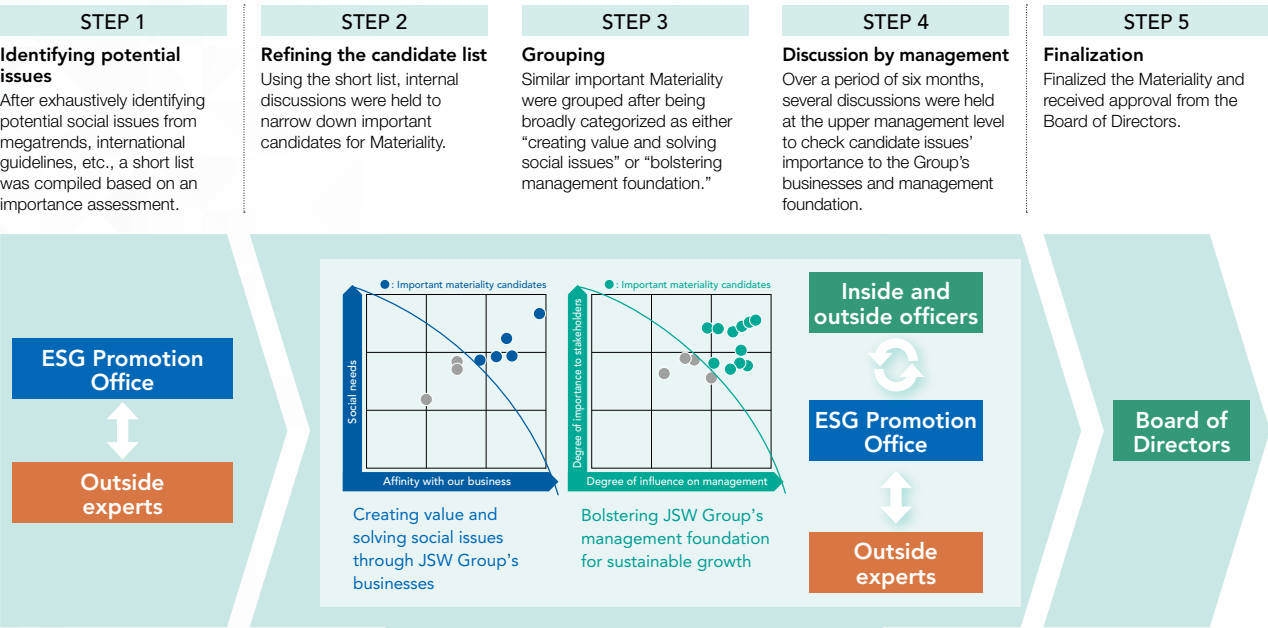 STEP 1
Identifying potential
issues
After exhaustively identifying
potential social issues from
megatrends, international
guidelines, etc., a short list
was compiled based on an
importance assessment.
STEP 2
Refining the candidate list
Using the short list, internal
discussions were held to
narrow down important
candidates for Materiality.
STEP 3
Grouping
Similar important Materiality
were grouped after being
broadly categorized as either
“creating value and solving
social issues” or “bolstering
management foundation.”
STEP 4
Discussion by management
Over a period of six months,
several discussions were held
at the upper management level
to check candidate issues’
importance to the Group’s
businesses and management
foundation.
STEP 5
Finalization
Finalized the Materiality and
received approval from the
Board of Directors.
ESG Promotion
Office
Outside
experts
: Important materiality candidates
Social needs
Affinity with our business
Creating value and
solving social issues
through JSW Group’s
businesses
: Important materiality candidates
Degree of importance to stakeholders
Degree of influence on management
Bolstering JSW Group’s
management foundation
for sustainable growth
Inside and
outside officers
ESG Promotion
Office
Outside
experts
Board of
Directors